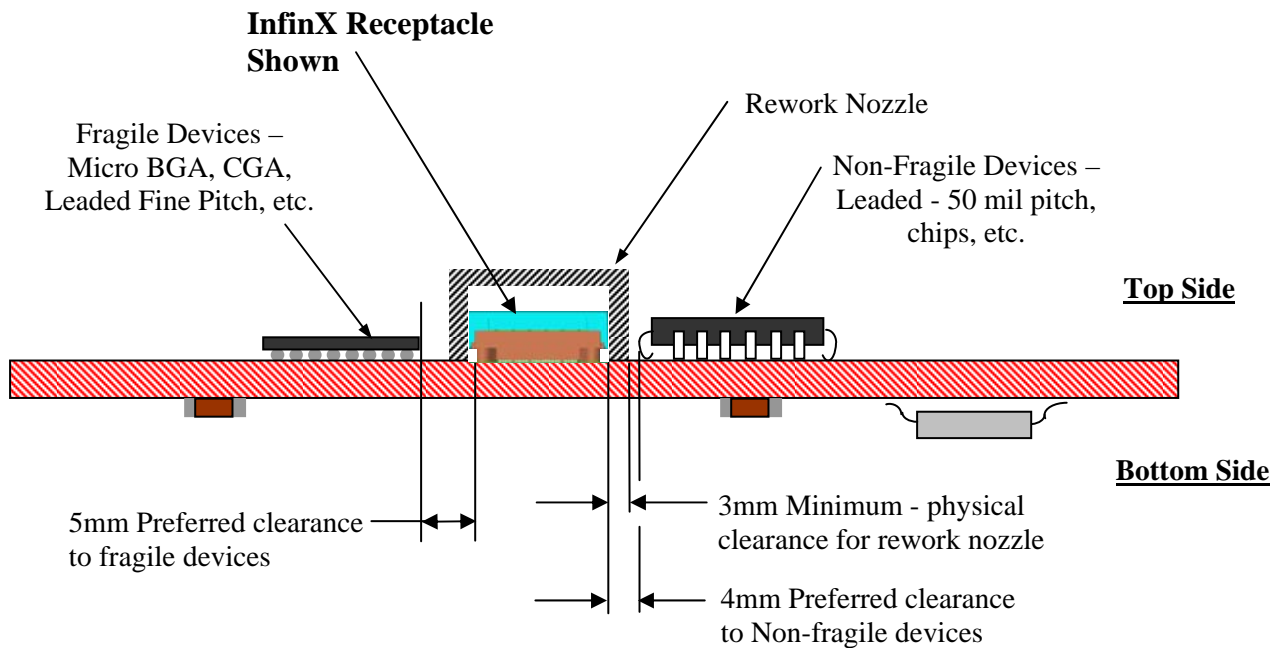 InfinX Receptacle
Shown
Rework Nozzle
Fragile Devices –
Micro BGA, CGA,
Leaded Fine Pitch, etc.
Non-Fragile Devices –
Leaded - 50 mil pitch,
chips, etc.
Top Side
Bottom Side
5mm Preferred clearance
to fragile devices
3mm Minimum - physical
clearance for rework nozzle
4mm Preferred clearance
to Non-fragile devices